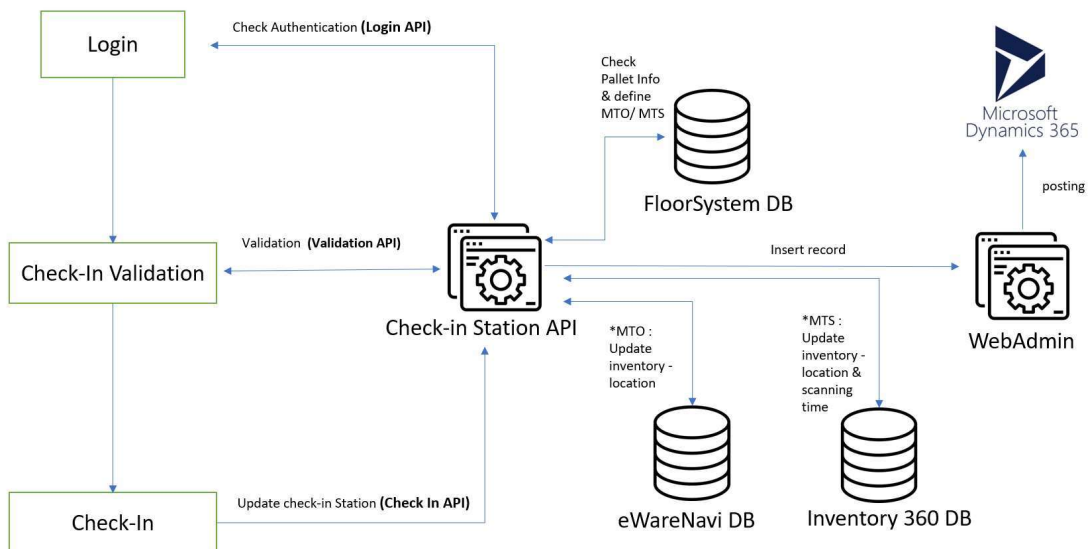 Login
Check Authentication (Login API)
Check
Pallet Info
& define
MTO/ MTS
FloorSystem DB
Microsoft
Dynamics 365
posting
Check-In Validation
Validation (Validation API)
Check-in Station API
Insert record
WebAdmin
*MTO :
Update
inventory -
location
*MTS :
Update
inventory -
location &
scanning
time
eWareNavi DB
Inventory 360 DB
Check-In
Update check-in Station (Check In API)